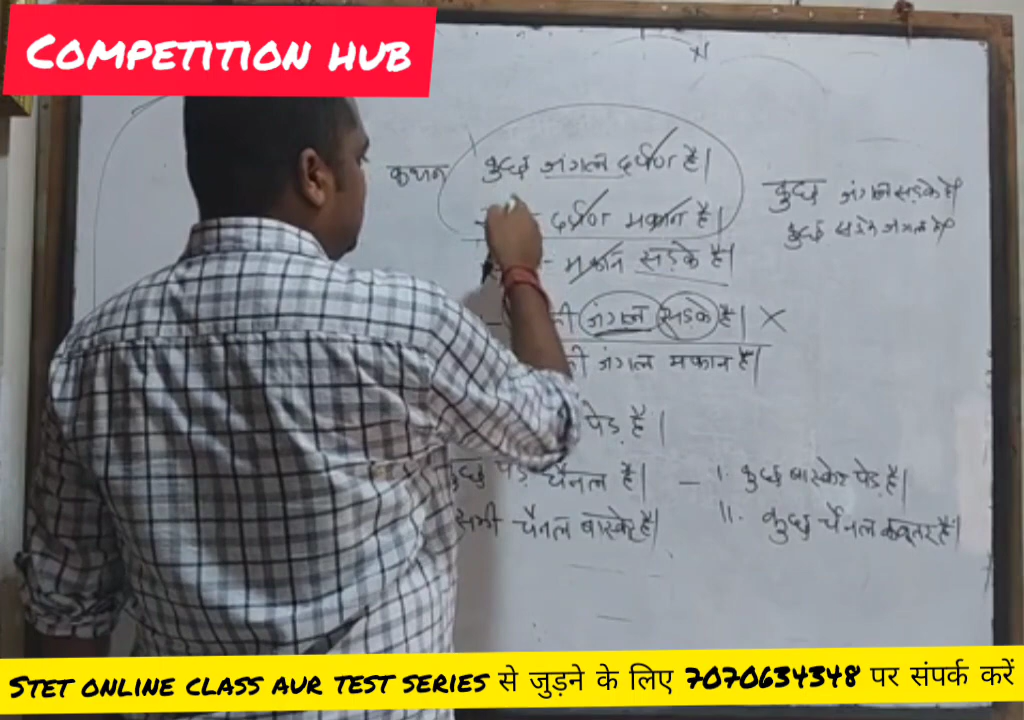 COMPETITION HUB
कथन कुछ जंगल दर्पण है|
दर्पण मकान है|
मकान सड़के है|
जंगल सड़के है| X
जंगल मकान है|
कुछ जंगल सड़के है|
कुछ सड़के जंगल है|
पेड़ है|
कुछ पेड़ चैनल है| – I. कुछ बास्केट पेड़ है|
सभी चैनल बास्केट है| II. कुछ चैनल कबूतर है|
STET ONLINE CLASS AUR TEST SERIES से जुड़ने के लिए 7070634348 पर संपर्क करें